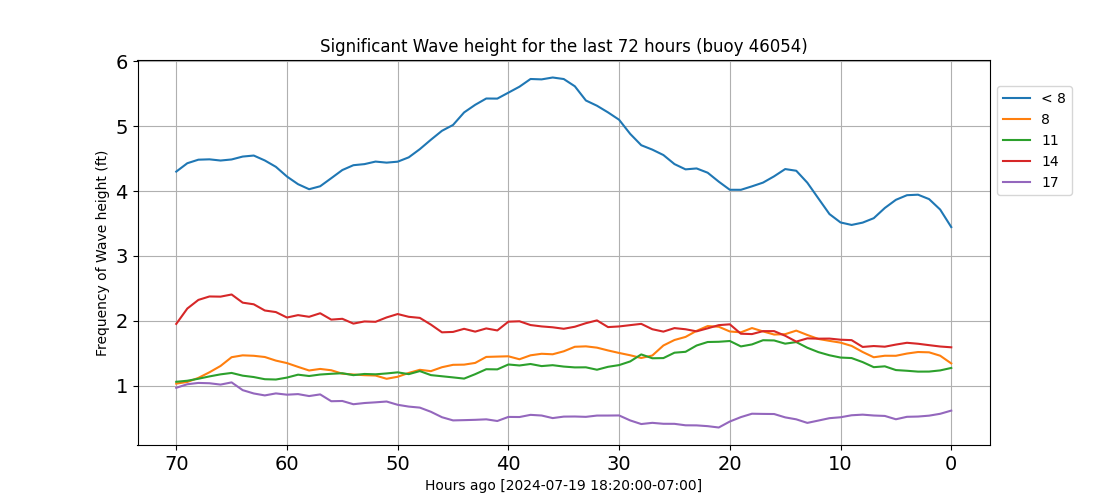 Significant Wave height for the last 72 hours (buoy 46054)
Frequency of Wave height (ft)
6
5
4
3
2
1
70 60 50 40 30 20 10 0
Hours ago [2024-07-19 18:20:00-07:00]
< 8
8
11
14
17